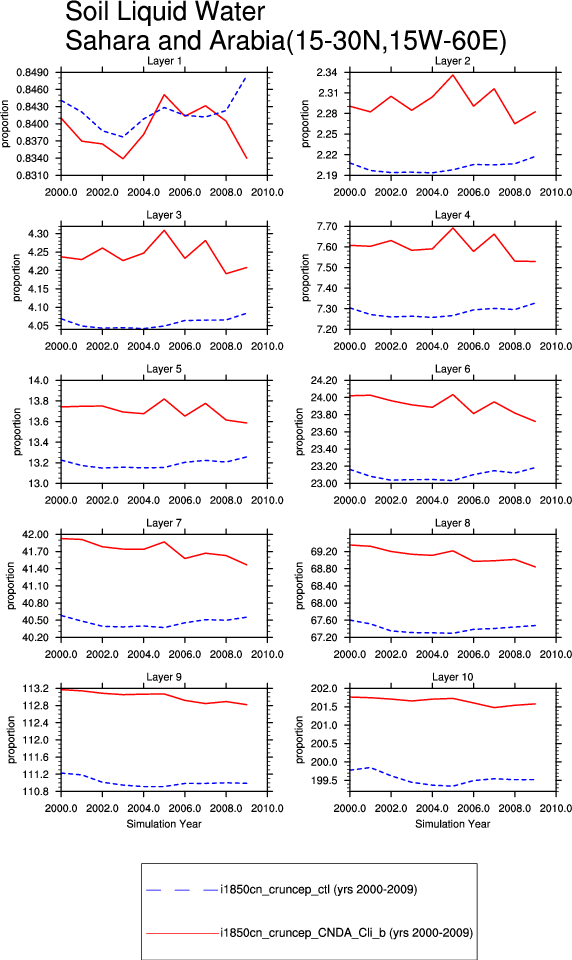 Soil Liquid Water
Sahara and Arabia(15-30N,15W-60E)
Layer 1
Layer 2
proportion
0.8490
0.8460
0.8430
0.8400
0.8370
0.8340
0.8310
2000.0 2002.0 2004.0 2006.0 2008.0 2010.0
2.34
2.31
2.28
2.25
2.22
2.19
2000.0 2002.0 2004.0 2006.0 2008.0 2010.0
Layer 3
Layer 4
proportion
4.30
4.25
4.20
4.15
4.10
4.05
2000.0 2002.0 2004.0 2006.0 2008.0 2010.0
proportion
7.70
7.60
7.50
7.40
7.30
7.20
2000.0 2002.0 2004.0 2006.0 2008.0 2010.0
Layer 5
Layer 6
proportion
14.0
13.8
13.6
13.4
13.2
13.0
2000.0 2002.0 2004.0 2006.0 2008.0 2010.0
proportion
24.20
24.00
23.80
23.60
23.40
23.20
23.00
2000.0 2002.0 2004.0 2006.0 2008.0 2010.0
Layer 7
Layer 8
proportion
42.00
41.70
41.40
41.10
40.80
40.50
40.20
2000.0 2002.0 2004.0 2006.0 2008.0 2010.0
proportion
69.20
68.80
68.40
68.00
67.60
67.20
2000.0 2002.0 2004.0 2006.0 2008.0 2010.0
Layer 9
Layer 10
proportion
113.2
112.8
112.4
112.0
111.6
111.2
110.8
2000.0 2002.0 2004.0 2006.0 2008.0 2010.0
Simulation Year
proportion
202.0
201.5
201.0
200.5
200.0
199.5
2000.0 2002.0 2004.0 2006.0 2008.0 2010.0
Simulation Year
i1850cn_cruncep_ctl (yrs 2000-2009)
i1850cn_cruncep_CNDA_Cli_b (yrs 2000-2009)